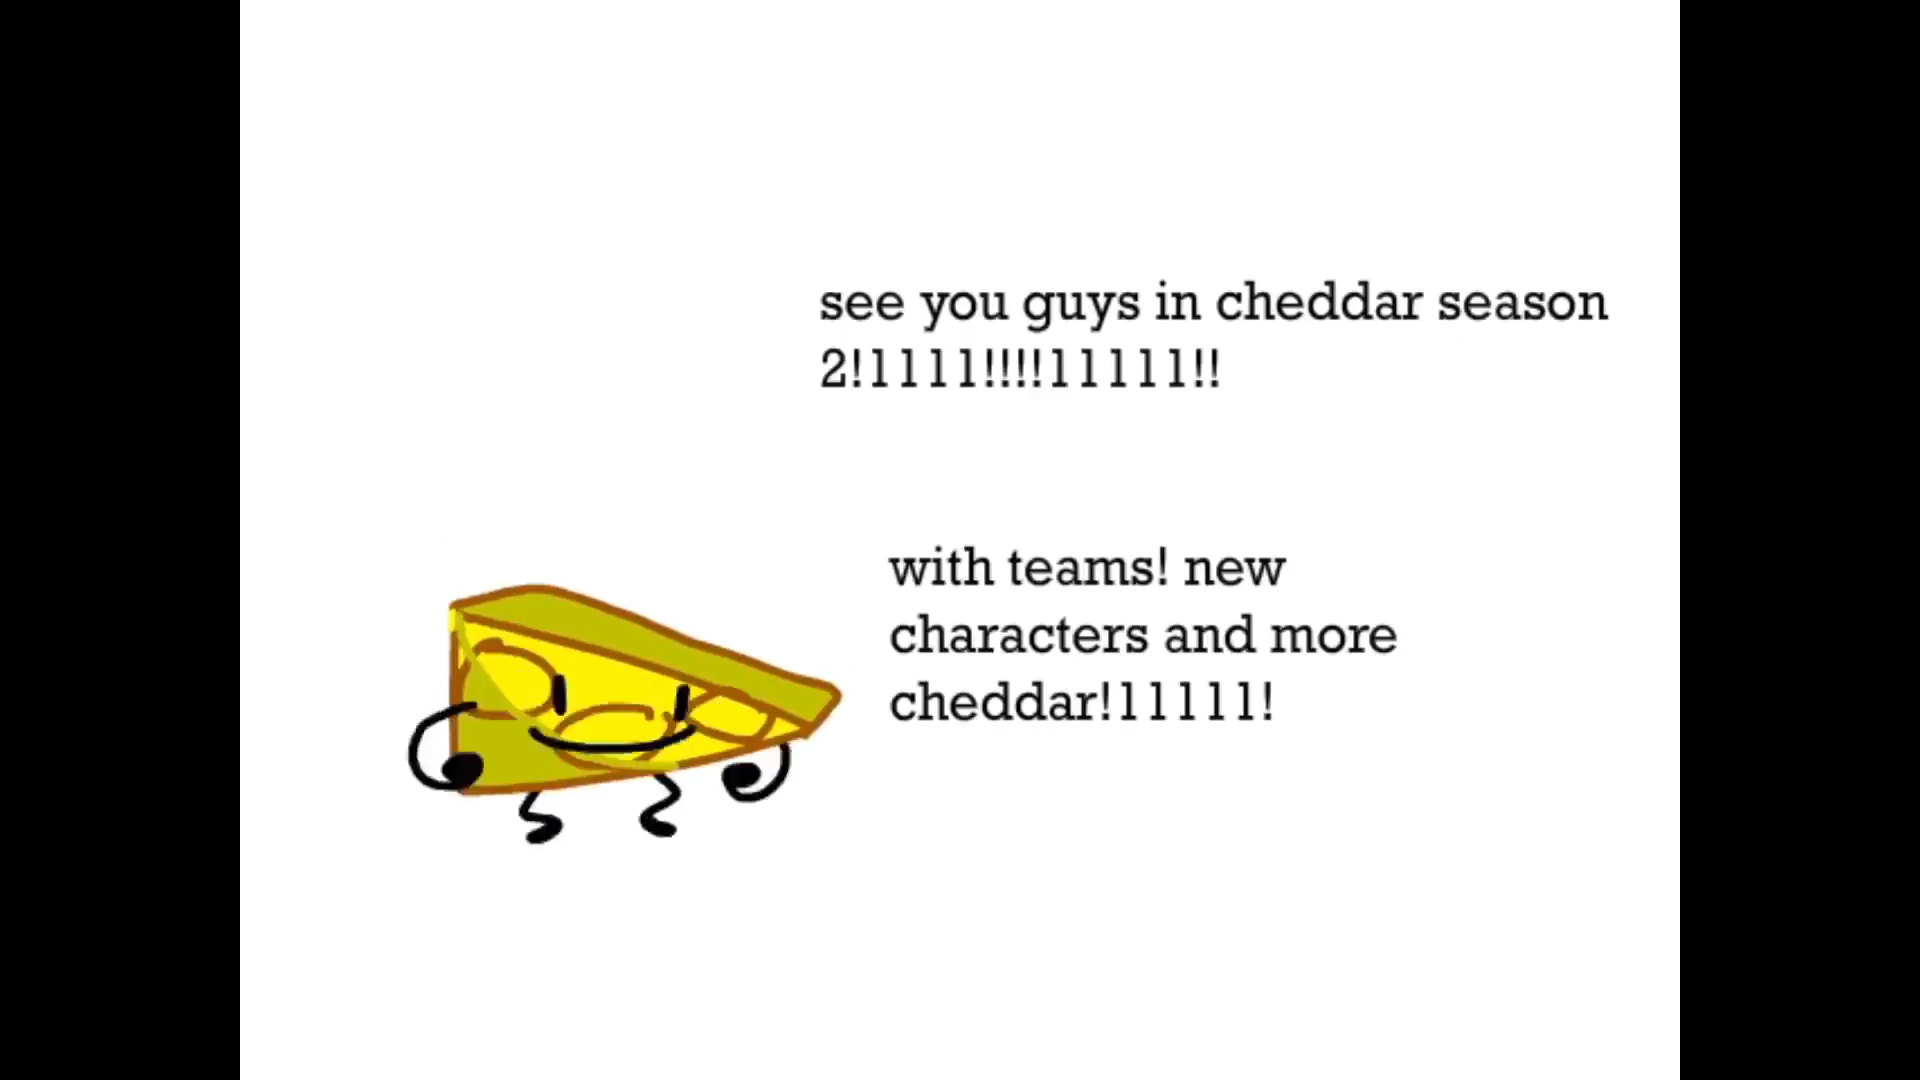 see you guys in cheddar season
2!1111!!!!11111!!
with teams! new
characters and more
cheddar!11111!